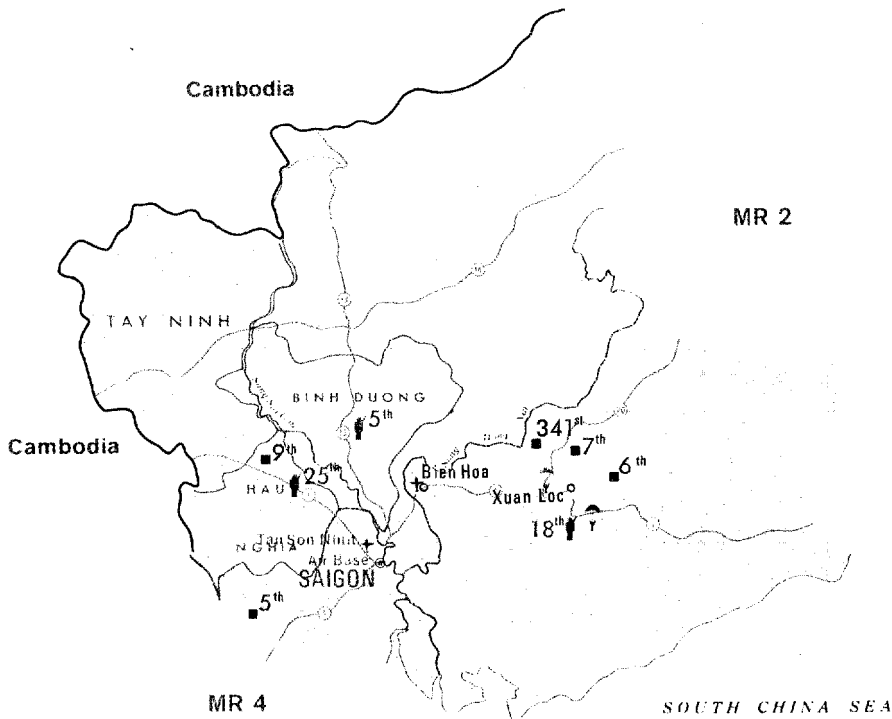 Cambodia
MR 2
TAY NINH
BINH DUONG
5th
Cambodia
341st
7th
9th
6th
25th
Bien Hoa
HAU
Xuan Loc
18th
NGHIA
Tan Son Nhut
Air Base
SAIGON
5th
MR 4
SOUTH CHINA SEA